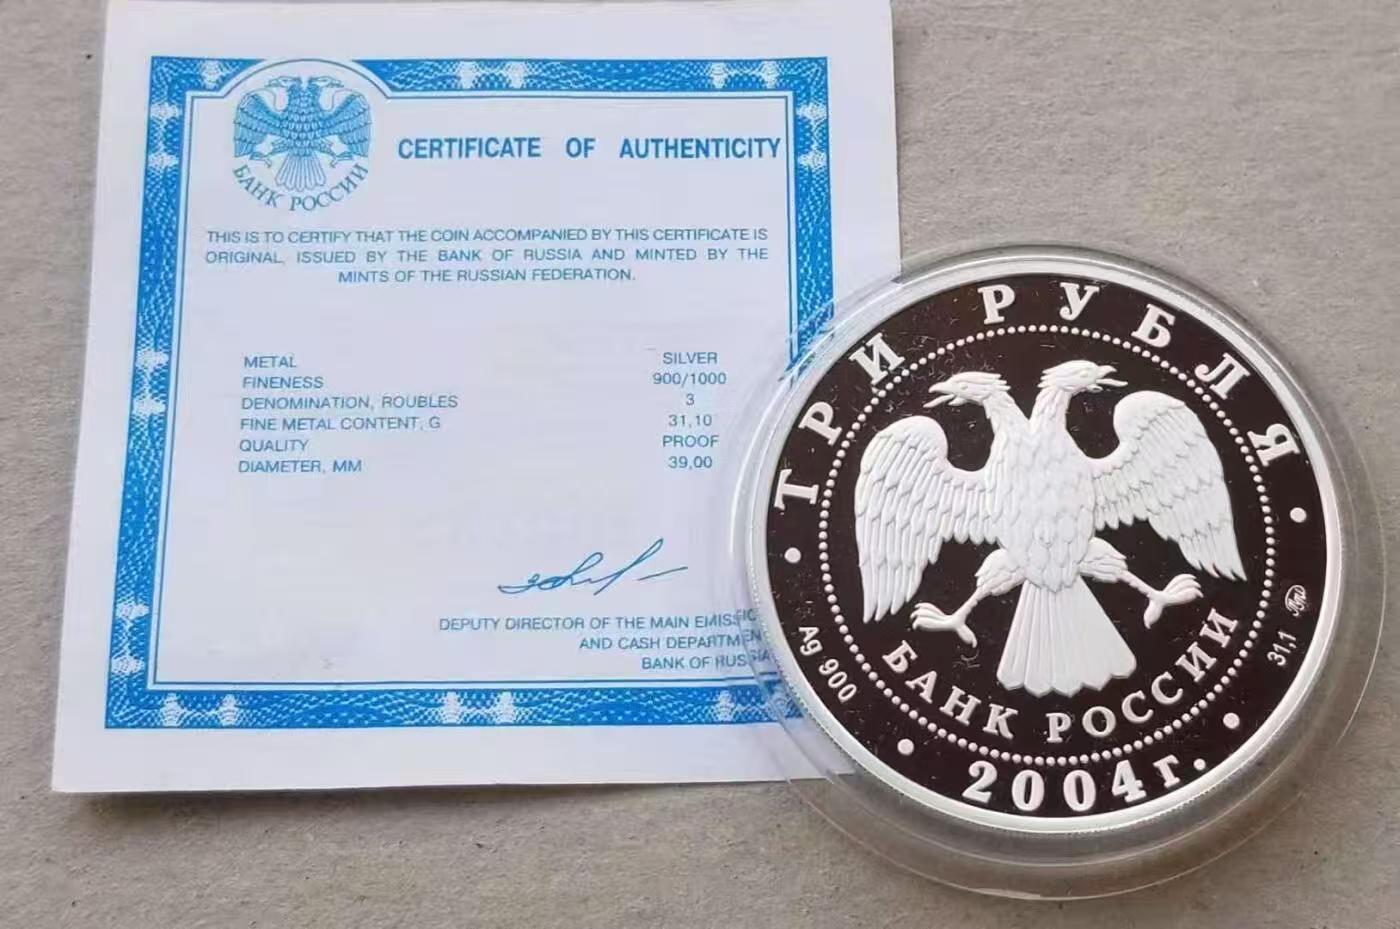 CERTIFICATE OF AUTHENTICITY
БАНК РОССИИ
THIS IS TO CERTIFY THAT THE COIN ACCOMPANIED BY THIS CERTIFICATE IS
ORIGINAL, ISSUED BY THE BANK OF RUSSIA AND MINTED BY THE
MINTS OF THE RUSSIAN FEDERATION.
METAL SILVER
FINENESS 900/1000
DENOMINATION, ROUBLES 3
FINE METAL CONTENT, G 31,10
QUALITY PROOF
DIAMETER, MM 39,00
DEPUTY DIRECTOR OF THE MAIN EMISSIO
AND CASH DEPARTMEN
BANK OF RUSSIA
ТРИ РУБЛЯ
БАНК РОССИИ
Ag 900
31,1
2004 г.